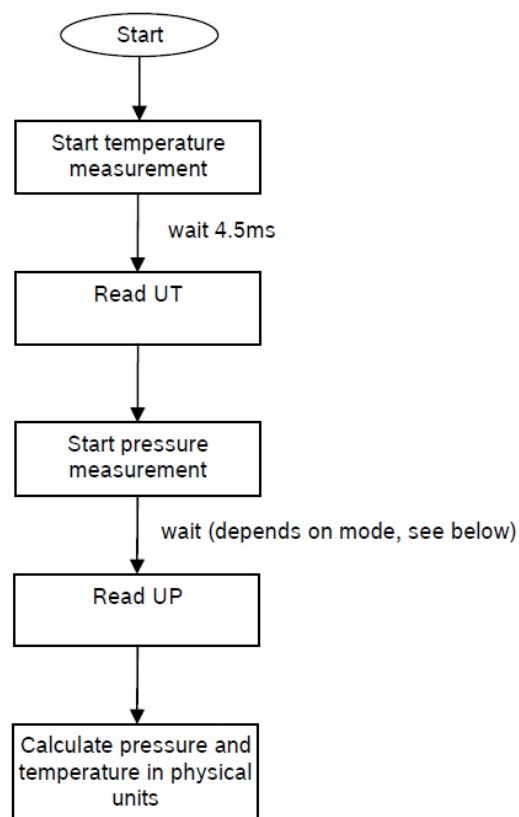 Start
Start temperature
measurement
wait 4.5ms
Read UT
Start pressure
measurement
wait (depends on mode, see below)
Read UP
Calculate pressure and
temperature in physical
units